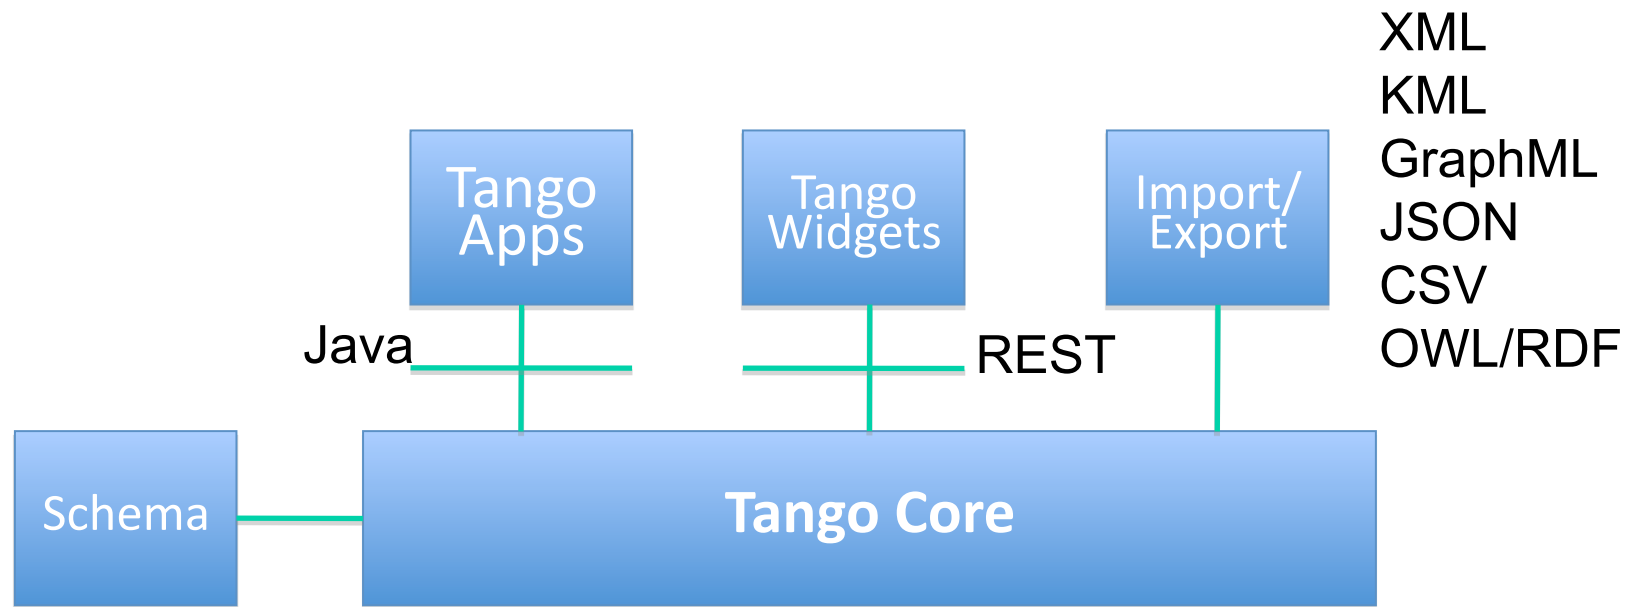 XML
KML
GraphML
JSON
CSV
OWL/RDF
Tango
Apps
Tango
Widgets
Import/
Export
Java
REST
Schema
Tango Core